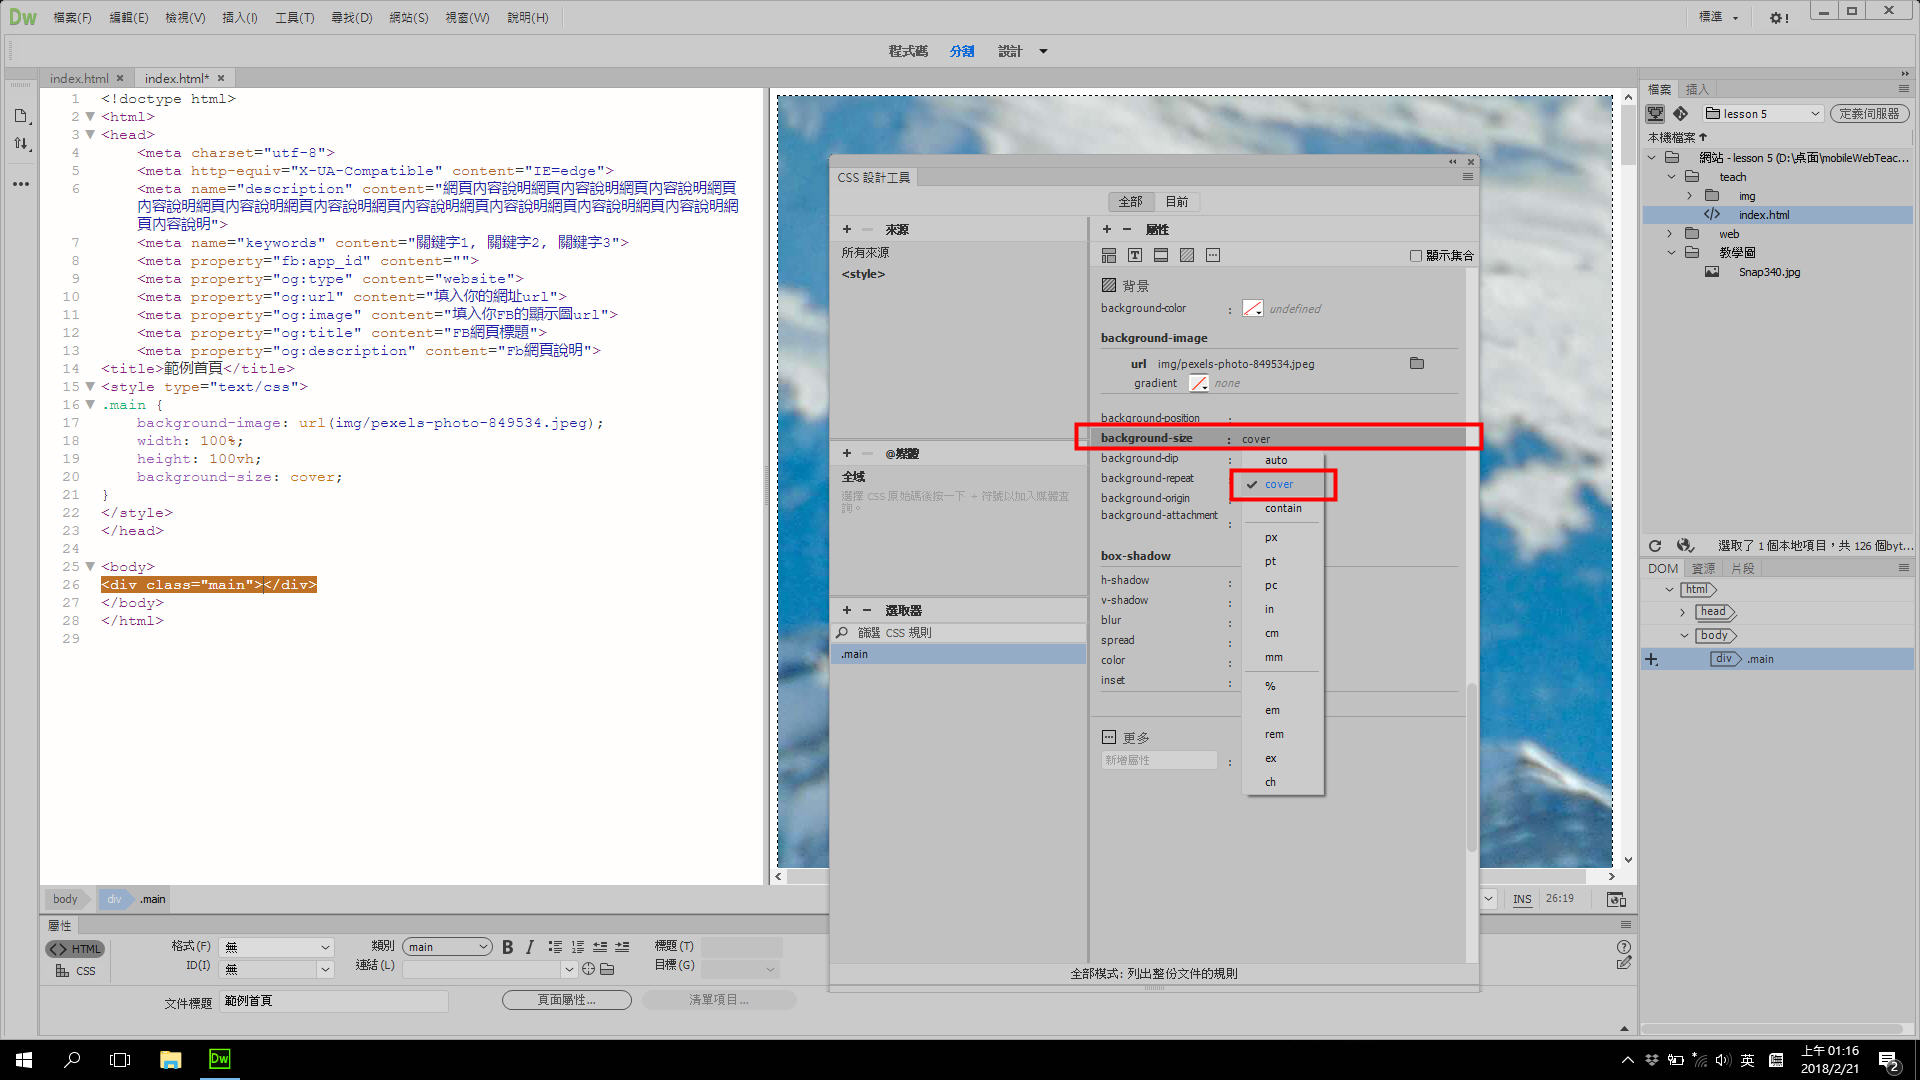 Dw 檔案(F) 編輯(E) 檢視(V) 插入(I) 工具(T) 尋找(D) 網站(S) 視窗(W) 說明(H) 標準
程式碼 分割 設計
index.html × index.html* ×
1 <!doctype html>
2 <html>
3 <head>
4 <meta charset="utf-8">
5 <meta http-equiv="X-UA-Compatible" content="IE=edge">
6 <meta name="description" content="網頁內容說明網頁內容說明網頁內容說明網頁
內容說明網頁內容說明網頁內容說明網頁內容說明網頁內容說明網頁內容說明網頁內容說明網
頁內容說明">
7 <meta name="keywords" content="關鍵字1, 關鍵字2, 關鍵字3">
8 <meta property="fb:app_id" content="">
9 <meta property="og:type" content="website">
10 <meta property="og:url" content="填入你的網址url">
11 <meta property="og:image" content="填入你FB的顯示圖url">
12 <meta property="og:title" content="FB網頁標題">
13 <meta property="og:description" content="Fb網頁說明">
14 <title>範例首頁</title>
15 <style type="text/css">
16 .main {
17 background-image: url(img/pexels-photo-849534.jpeg);
18 width: 100%;
19 height: 100vh;
20 background-size: cover;
21 }
22 </style>
23 </head>
24
25 <body>
26 <div class="main"></div>
27 </body>
28 </html>
29
CSS 設計工具
全部 目前
+ − 來源
所有來源
<style>
+ − @媒體
全域
選擇 CSS 原始碼後按一下 + 符號以加入媒體查
詢。
+ − 選取器
篩選 CSS 規則
.main
+ − 屬性
顯示集合
背景
background-color : undefined
background-image
url img/pexels-photo-849534.jpeg
gradient none
background-position :
background-size : cover
background-clip :
background-repeat
background-origin
background-attachment :
auto
cover
contain
px
pt
pc
in
cm
mm
%
em
rem
ex
ch
box-shadow
h-shadow :
v-shadow :
blur :
spread :
color :
inset :
更多
新增屬性 :
全部模式: 列出整份文件的規則
檔案 插入
lesson 5 定義伺服器
本機檔案
網站 - lesson 5 (D:\桌面\mobileWebTeac...
teach
img
index.html
web
教學圖
Snap340.jpg
選取了 1 個本地項目，共 126 個byt...
DOM 資源 片段
html
head
body
div .main
body div .main
INS 26:19
屬性
HTML
CSS
格式(F) 無
ID(I) 無
類別 main
連結(L)
B I
標題(T)
目標(G)
文件標題 範例首頁
頁面屬性...
清單項目...
Dw
英
上午 01:16
2018/2/21
2